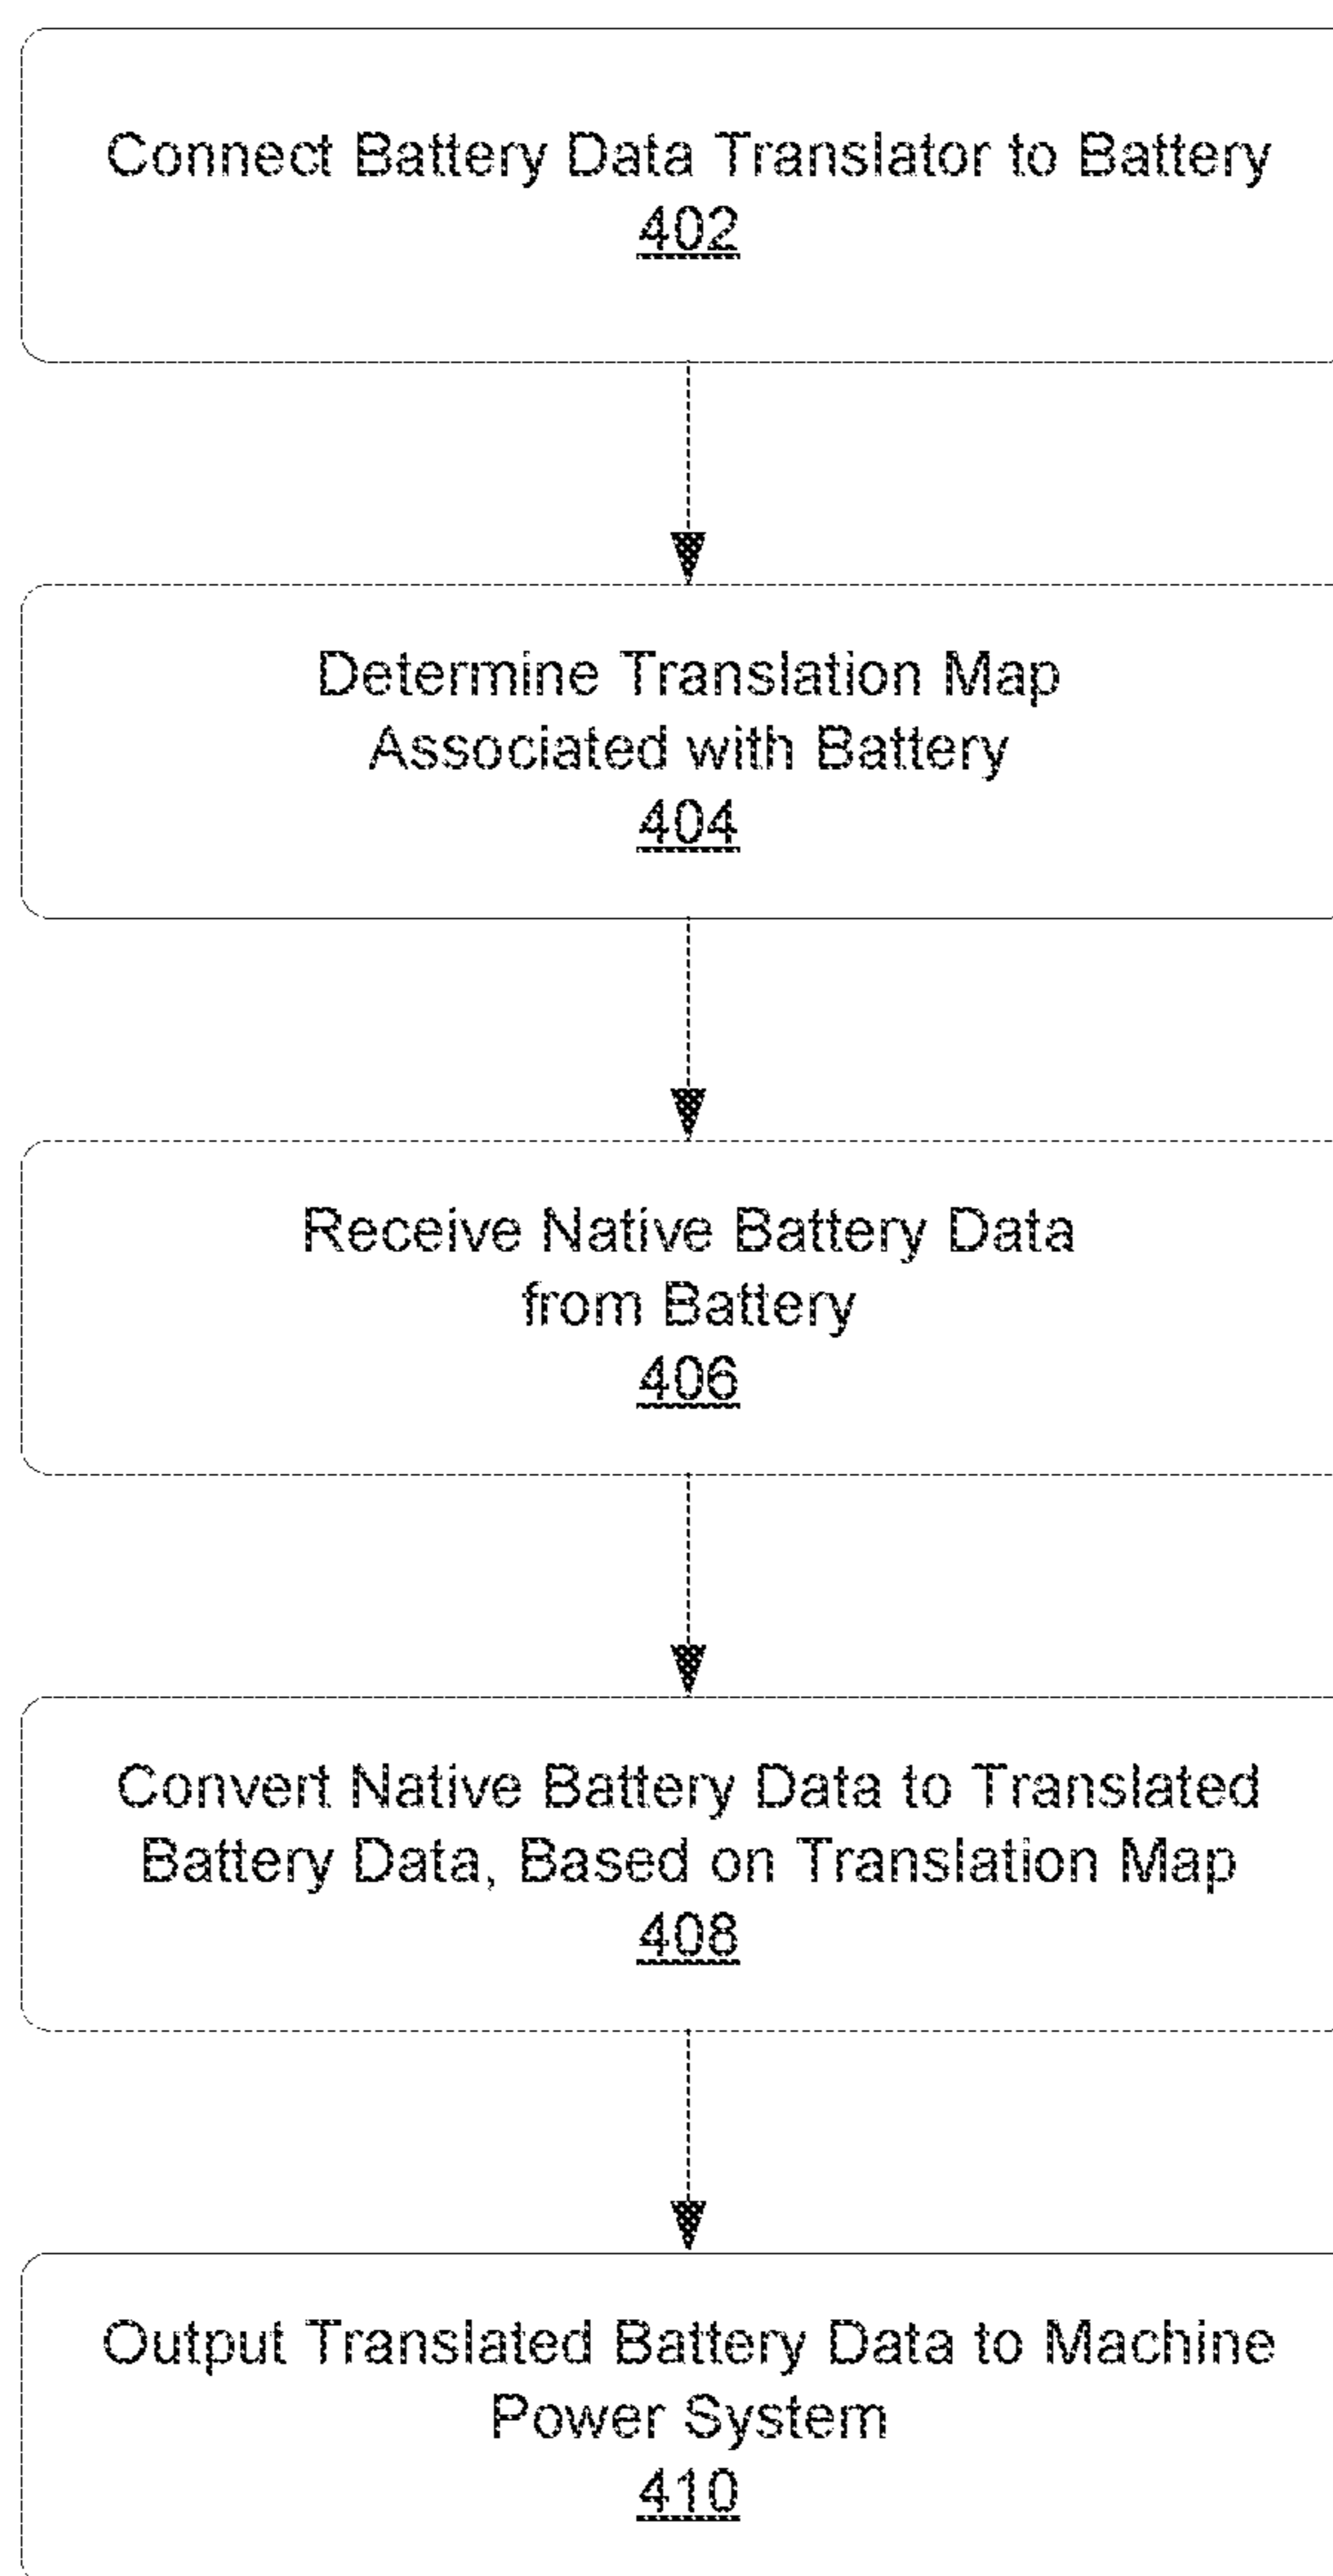 Connect Battery Data Translator to Battery
402
Determine Translation Map
Associated with Battery
404
Receive Native Battery Data
from Battery
406
Convert Native Battery Data to Translated
Battery Data, Based on Translation Map
408
Output Translated Battery Data to Machine
Power System
410